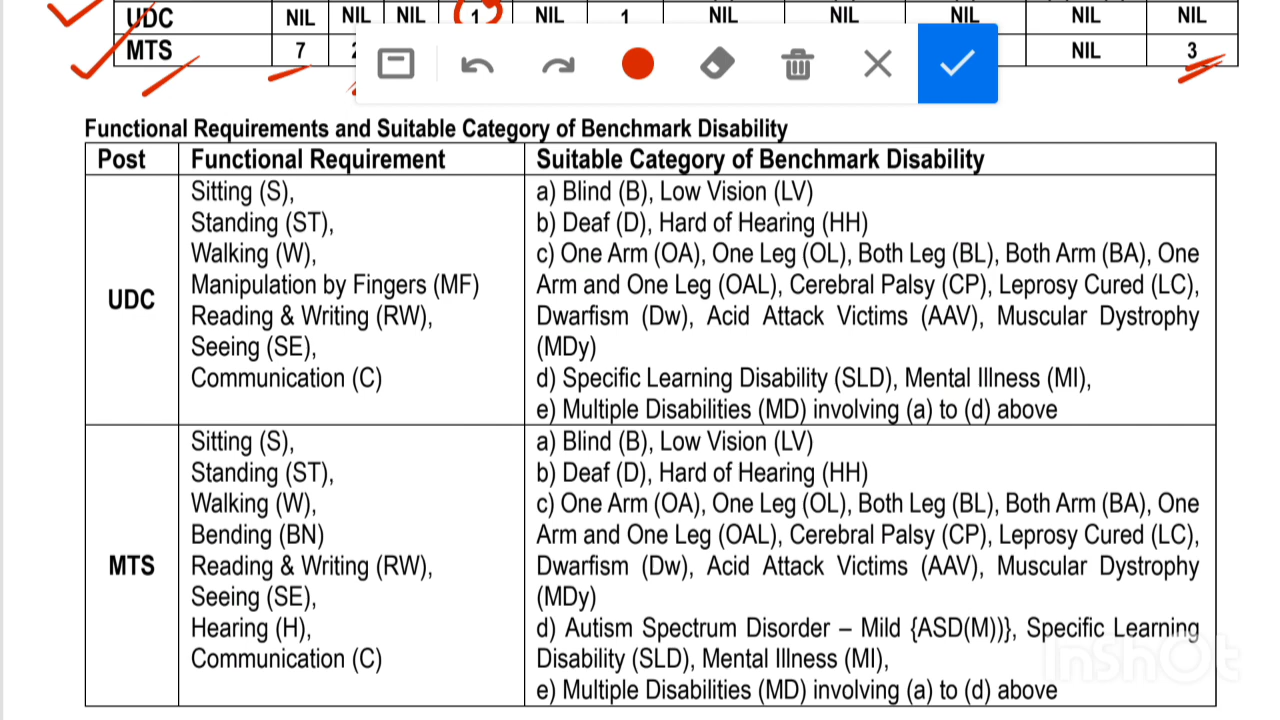 UDC NIL NIL NIL 1 NIL 1 NIL NIL NIL NIL NIL
MTS 7 NIL 3
Functional Requirements and Suitable Category of Benchmark Disability
Post Functional Requirement Suitable Category of Benchmark Disability
UDC
Sitting (S),
Standing (ST),
Walking (W),
Manipulation by Fingers (MF)
Reading & Writing (RW),
Seeing (SE),
Communication (C)
a) Blind (B), Low Vision (LV)
b) Deaf (D), Hard of Hearing (HH)
c) One Arm (OA), One Leg (OL), Both Leg (BL), Both Arm (BA), One
Arm and One Leg (OAL), Cerebral Palsy (CP), Leprosy Cured (LC),
Dwarfism (Dw), Acid Attack Victims (AAV), Muscular Dystrophy
(MDy)
d) Specific Learning Disability (SLD), Mental Illness (MI),
e) Multiple Disabilities (MD) involving (a) to (d) above
MTS
Sitting (S),
Standing (ST),
Walking (W),
Bending (BN)
Reading & Writing (RW),
Seeing (SE),
Hearing (H),
Communication (C)
a) Blind (B), Low Vision (LV)
b) Deaf (D), Hard of Hearing (HH)
c) One Arm (OA), One Leg (OL), Both Leg (BL), Both Arm (BA), One
Arm and One Leg (OAL), Cerebral Palsy (CP), Leprosy Cured (LC),
Dwarfism (Dw), Acid Attack Victims (AAV), Muscular Dystrophy
(MDy)
d) Autism Spectrum Disorder – Mild {ASD(M))}, Specific Learning
Disability (SLD), Mental Illness (MI),
e) Multiple Disabilities (MD) involving (a) to (d) above
InshOt